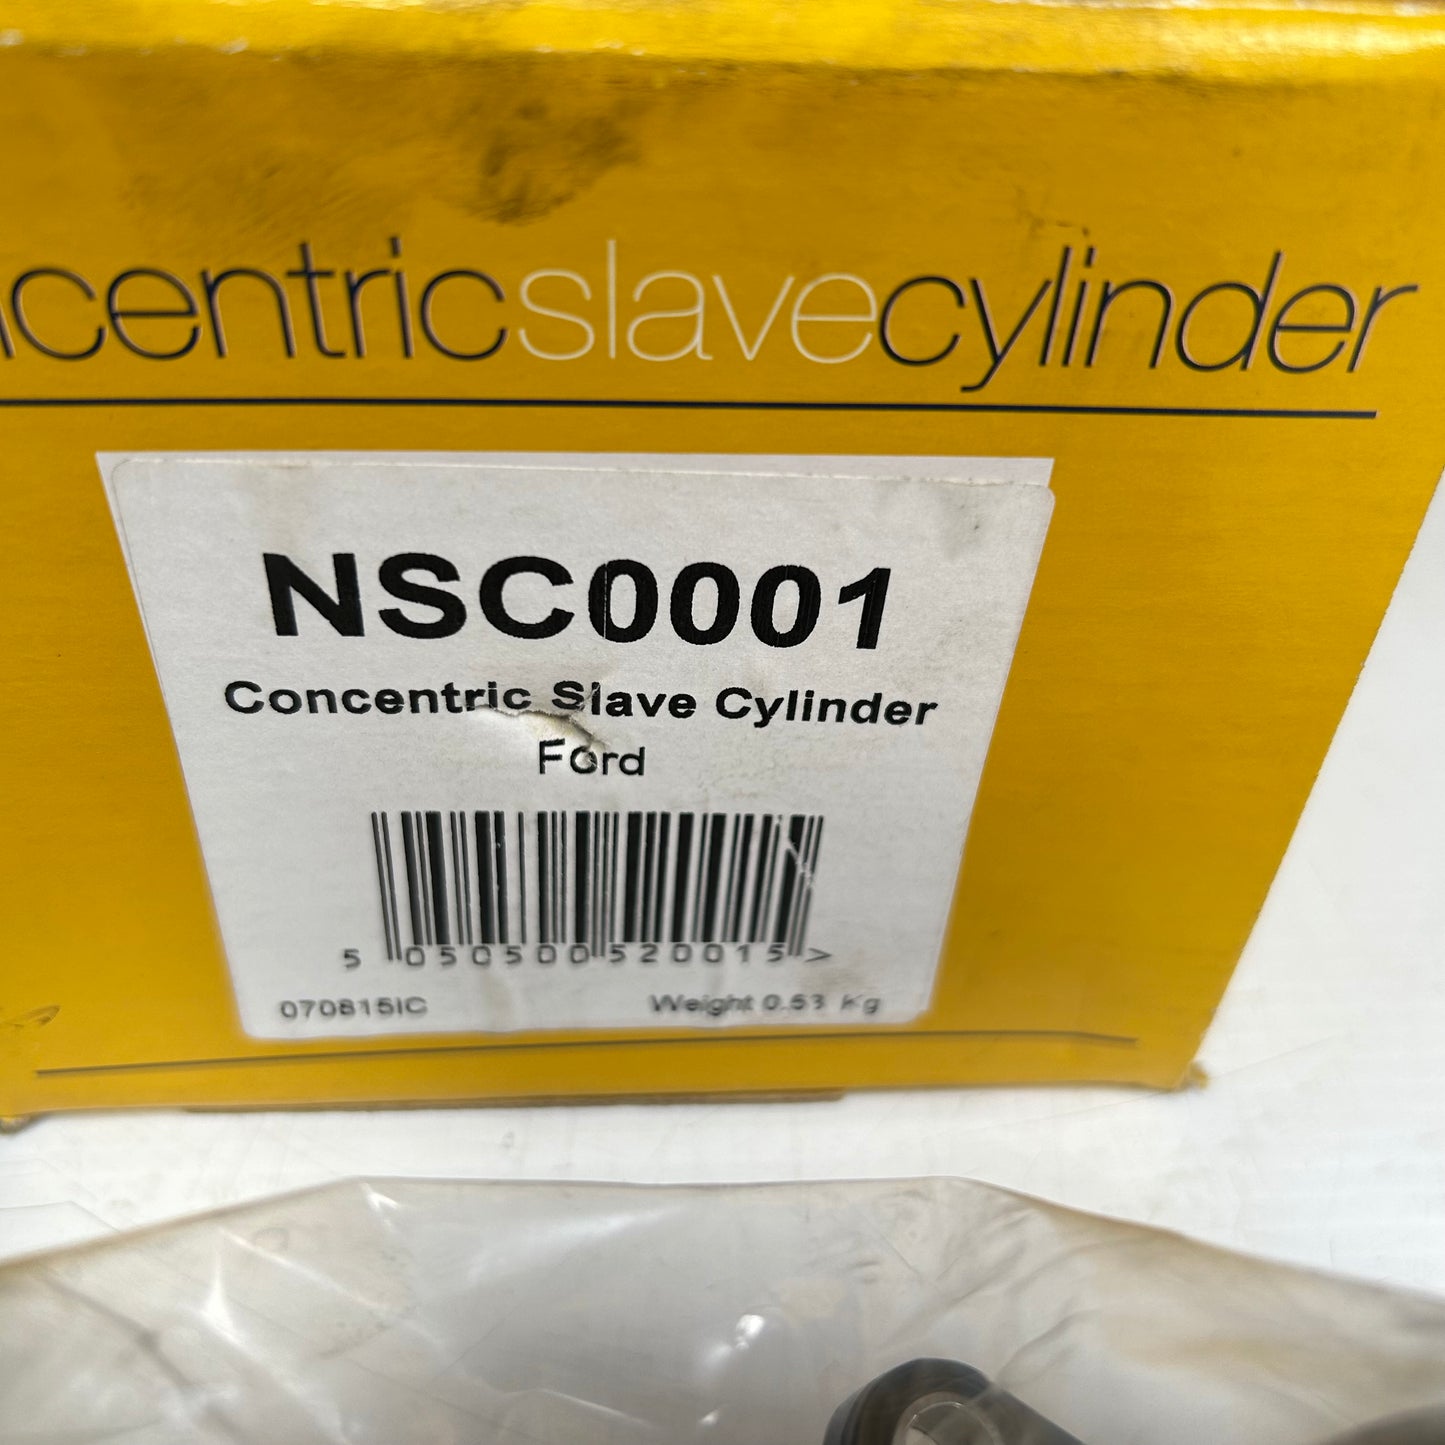 centricslavecylinder
NSC0001
Concentric Slave Cylinder
Ford
5 050500 520015 >
070815IC Weight 0.53 Kg